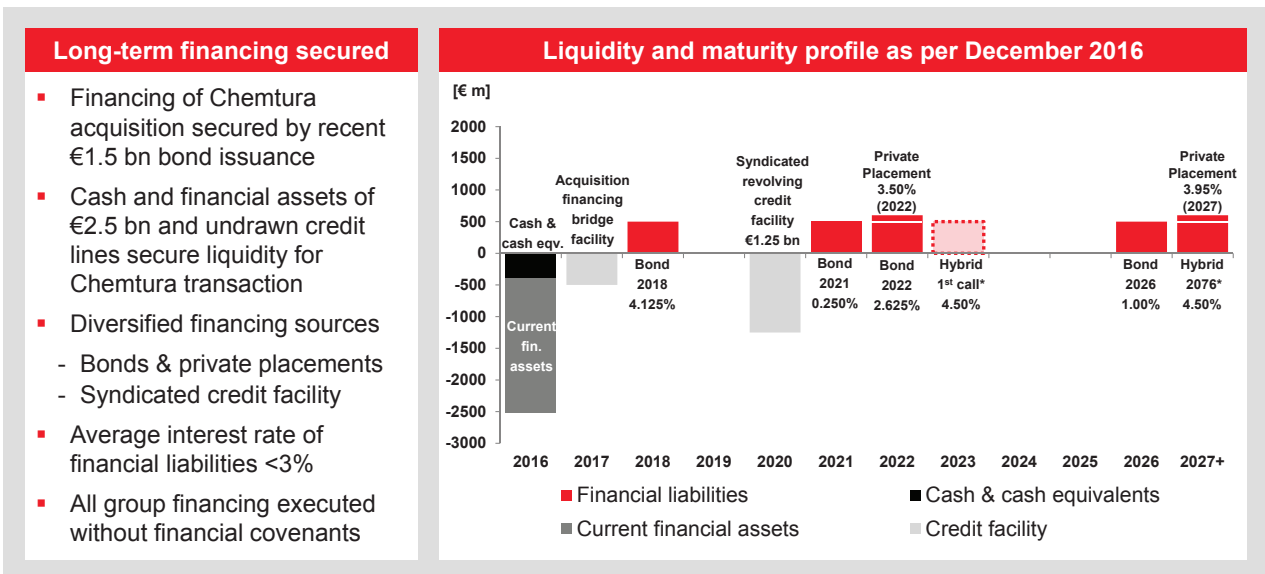 Long-term financing secured
▪ Financing of Chemtura
acquisition secured by recent
€1.5 bn bond issuance
▪ Cash and financial assets of
€2.5 bn and undrawn credit
lines secure liquidity for
Chemtura transaction
▪ Diversified financing sources
- Bonds & private placements
- Syndicated credit facility
▪ Average interest rate of
financial liabilities <3%
▪ All group financing executed
without financial covenants
Liquidity and maturity profile as per December 2016
[€ m]
2000
1500
1000
500
0
-500
-1000
-1500
-2000
-2500
-3000
Cash &
cash eqv.
Current
fin.
assets
Acquisition
financing
bridge
facility
Bond
2018
4.125%
Syndicated
revolving
credit
facility
€1.25 bn
Bond
2021
0.250%
Private
Placement
3.50%
(2022)
Bond
2022
2.625%
Hybrid
1st call*
4.50%
Bond
2026
1.00%
Private
Placement
3.95%
(2027)
Hybrid
2076*
4.50%
2016 2017 2018 2019 2020 2021 2022 2023 2024 2025 2026 2027+
Financial liabilities
Cash & cash equivalents
Current financial assets
Credit facility